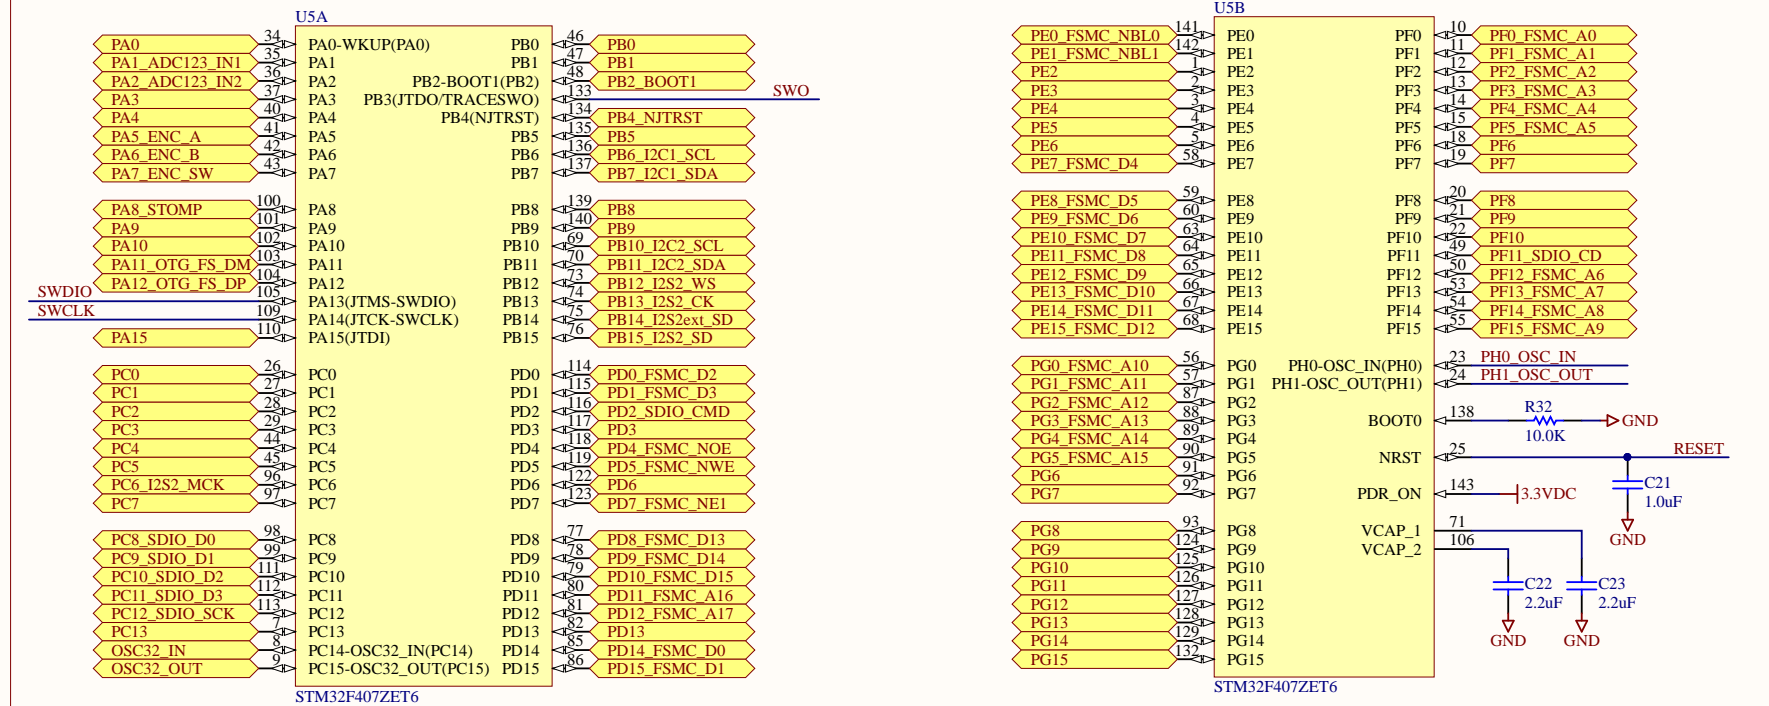 U5A
PA0 34 PA0-WKUP(PA0) PB0 46 PB0
PA1_ADC123_IN1 35 PA1 PB1 47 PB1
PA2_ADC123_IN2 36 PA2 PB2-BOOT1(PB2) 48 PB2_BOOT1
PA3 37 PA3 PB3(JTDO/TRACESWO) 133 SWO
PA4 40 PA4 PB4(NJTRST) 134 PB4_NJTRST
PA5_ENC_A 41 PA5 PB5 135 PB5
PA6_ENC_B 42 PA6 PB6 136 PB6_I2C1_SCL
PA7_ENC_SW 43 PA7 PB7 137 PB7_I2C1_SDA
PA8_STOMP 100 PA8 PB8 139 PB8
PA9 101 PA9 PB9 140 PB9
PA10 102 PA10 PB10 69 PB10_I2C2_SCL
PA11_OTG_FS_DM 103 PA11 PB11 70 PB11_I2C2_SDA
PA12_OTG_FS_DP 104 PA12 PB12 73 PB12_I2S2_WS
SWDIO 105 PA13(JTMS-SWDIO) PB13 74 PB13_I2S2_CK
SWCLK 109 PA14(JTCK-SWCLK) PB14 75 PB14_I2S2ext_SD
PA15 110 PA15(JTDI) PB15 76 PB15_I2S2_SD
PC0 26 PC0 PD0 114 PD0_FSMC_D2
PC1 27 PC1 PD1 115 PD1_FSMC_D3
PC2 28 PC2 PD2 116 PD2_SDIO_CMD
PC3 29 PC3 PD3 117 PD3
PC4 44 PC4 PD4 118 PD4_FSMC_NOE
PC5 45 PC5 PD5 119 PD5_FSMC_NWE
PC6_I2S2_MCK 96 PC6 PD6 122 PD6
PC7 97 PC7 PD7 123 PD7_FSMC_NE1
PC8_SDIO_D0 98 PC8 PD8 77 PD8_FSMC_D13
PC9_SDIO_D1 99 PC9 PD9 78 PD9_FSMC_D14
PC10_SDIO_D2 111 PC10 PD10 79 PD10_FSMC_D15
PC11_SDIO_D3 112 PC11 PD11 80 PD11_FSMC_A16
PC12_SDIO_SCK 113 PC12 PD12 81 PD12_FSMC_A17
PC13 7 PC13 PD13 82 PD13
OSC32_IN 8 PC14-OSC32_IN(PC14) PD14 85 PD14_FSMC_D0
OSC32_OUT 9 PC15-OSC32_OUT(PC15) PD15 86 PD15_FSMC_D1
STM32F407ZET6
U5B
PE0_FSMC_NBL0 141 PE0 PF0 10 PF0_FSMC_A0
PE1_FSMC_NBL1 142 PE1 PF1 11 PF1_FSMC_A1
PE2 1 PE2 PF2 12 PF2_FSMC_A2
PE3 2 PE3 PF3 13 PF3_FSMC_A3
PE4 3 PE4 PF4 14 PF4_FSMC_A4
PE5 4 PE5 PF5 15 PF5_FSMC_A5
PE6 5 PE6 PF6 18 PF6
PE7_FSMC_D4 58 PE7 PF7 19 PF7
PE8_FSMC_D5 59 PE8 PF8 20 PF8
PE9_FSMC_D6 60 PE9 PF9 21 PF9
PE10_FSMC_D7 63 PE10 PF10 22 PF10
PE11_FSMC_D8 64 PE11 PF11 49 PF11_SDIO_CD
PE12_FSMC_D9 65 PE12 PF12 50 PF12_FSMC_A6
PE13_FSMC_D10 66 PE13 PF13 53 PF13_FSMC_A7
PE14_FSMC_D11 67 PE14 PF14 54 PF14_FSMC_A8
PE15_FSMC_D12 68 PE15 PF15 55 PF15_FSMC_A9
PG0_FSMC_A10 56 PG0 PH0-OSC_IN(PH0) 23 PH0_OSC_IN
PG1_FSMC_A11 57 PG1 PH1-OSC_OUT(PH1) 24 PH1_OSC_OUT
PG2_FSMC_A12 87 PG2
PG3_FSMC_A13 88 PG3 BOOT0 138 R32 10.0K GND
PG4_FSMC_A14 89 PG4
PG5_FSMC_A15 90 PG5 NRST 25 RESET
PG6 91 PG6
PG7 92 PG7 PDR_ON 143 3.3VDC
C21
1.0uF
GND
PG8 93 PG8 VCAP_1 71
PG9 124 PG9 VCAP_2 106
PG10 125 PG10
PG11 126 PG11
PG12 127 PG12
PG13 128 PG13
PG14 129 PG14
PG15 132 PG15
C22 C23
2.2uF 2.2uF
GND GND
STM32F407ZET6